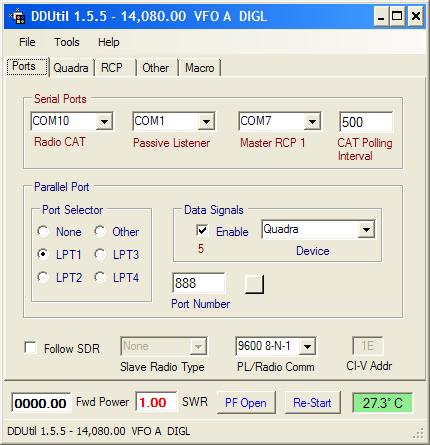 DDUtil 1.5.5 - 14,080.00 VFO A DIGL
File Tools Help
Ports Quadra RCP Other Macro
Serial Ports
COM10 COM1 COM7 500
Radio CAT Passive Listener Master RCP 1 CAT Polling
Interval
Parallel Port
Port Selector
None Other
LPT1 LPT3
LPT2 LPT4
Data Signals
Enable Quadra
5 Device
888
Port Number
Follow SDR None 9600 8-N-1 1E
Slave Radio Type PL/Radio Comm CI-V Addr
0000.00 Fwd Power 1.00 SWR PF Open Re-Start 27.3° C
DDUtil 1.5.5 - 14,080.00 VFO A DIGL